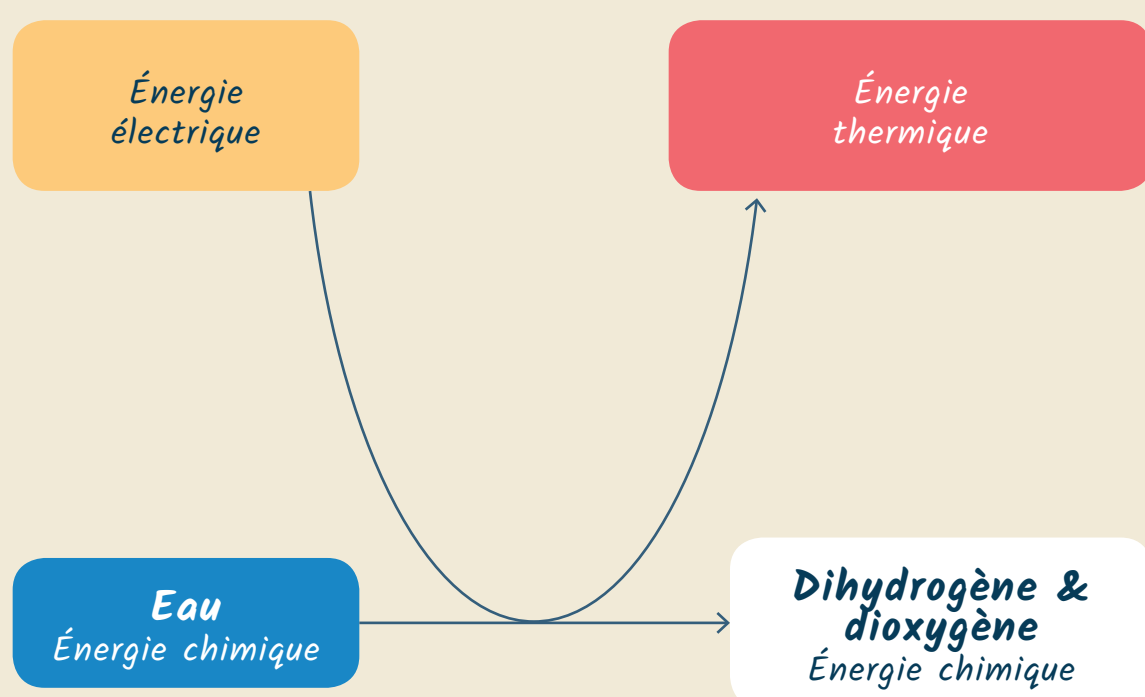 Énergie
électrique
Énergie
thermique
Eau
Énergie chimique
Dihydrogène &
dioxygène
Énergie chimique